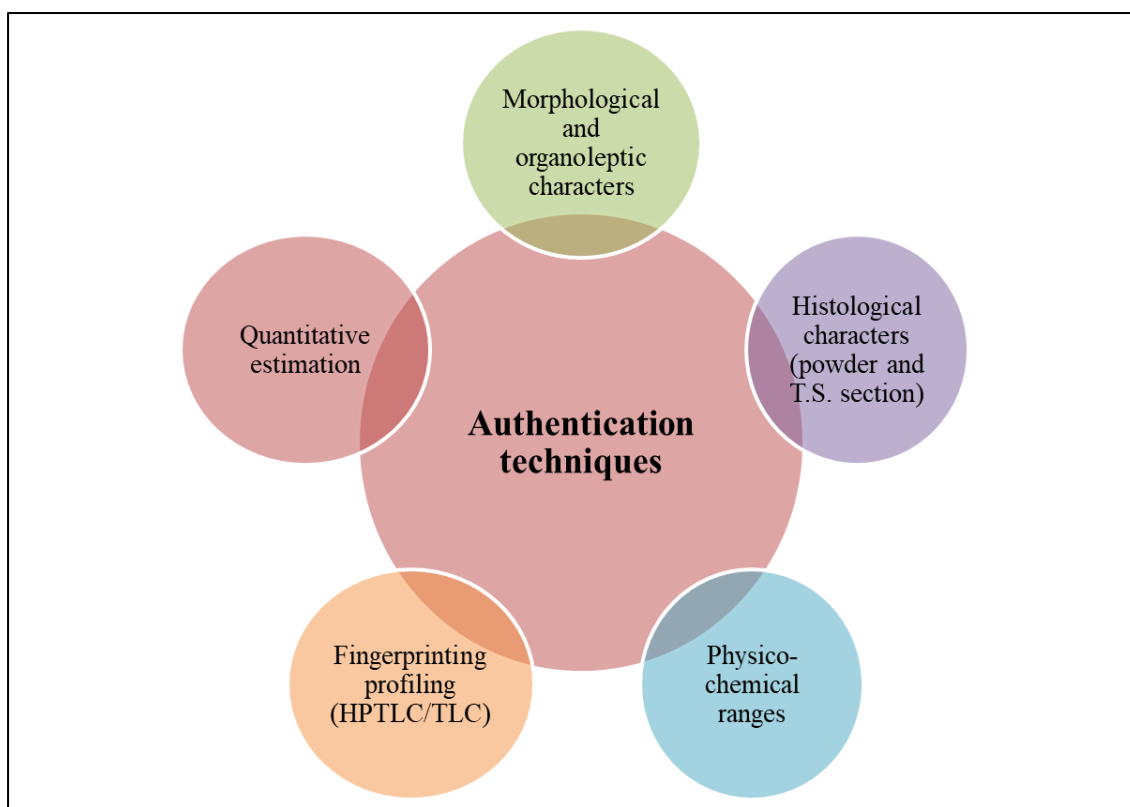 Morphological
and
organoleptic
characters
Histological
characters
(powder and
T.S. section)
Physico-
chemical
ranges
Fingerprinting
profiling
(HPTLC/TLC)
Quantitative
estimation
Authentication
techniques